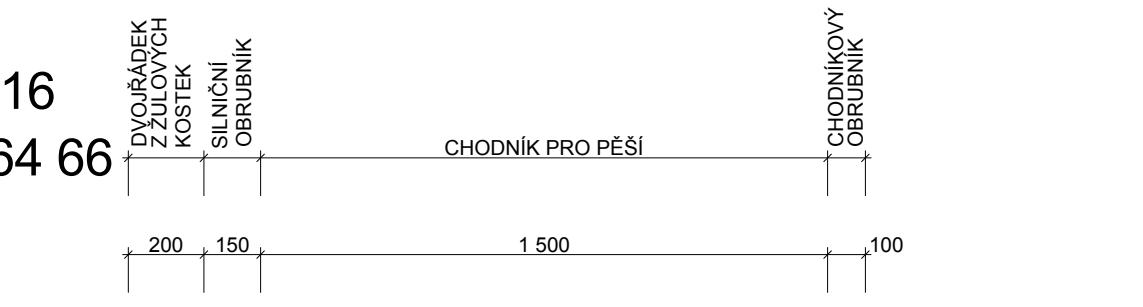 16
64 66
DVOJŘÁDEK
Z ŽULOVÝCH
KOSTEK
SILNIČNÍ
OBRUBNÍK
CHODNÍK PRO PĚŠÍ
CHODNÍKOVÝ
OBRUBNÍK
200
150
1 500
100